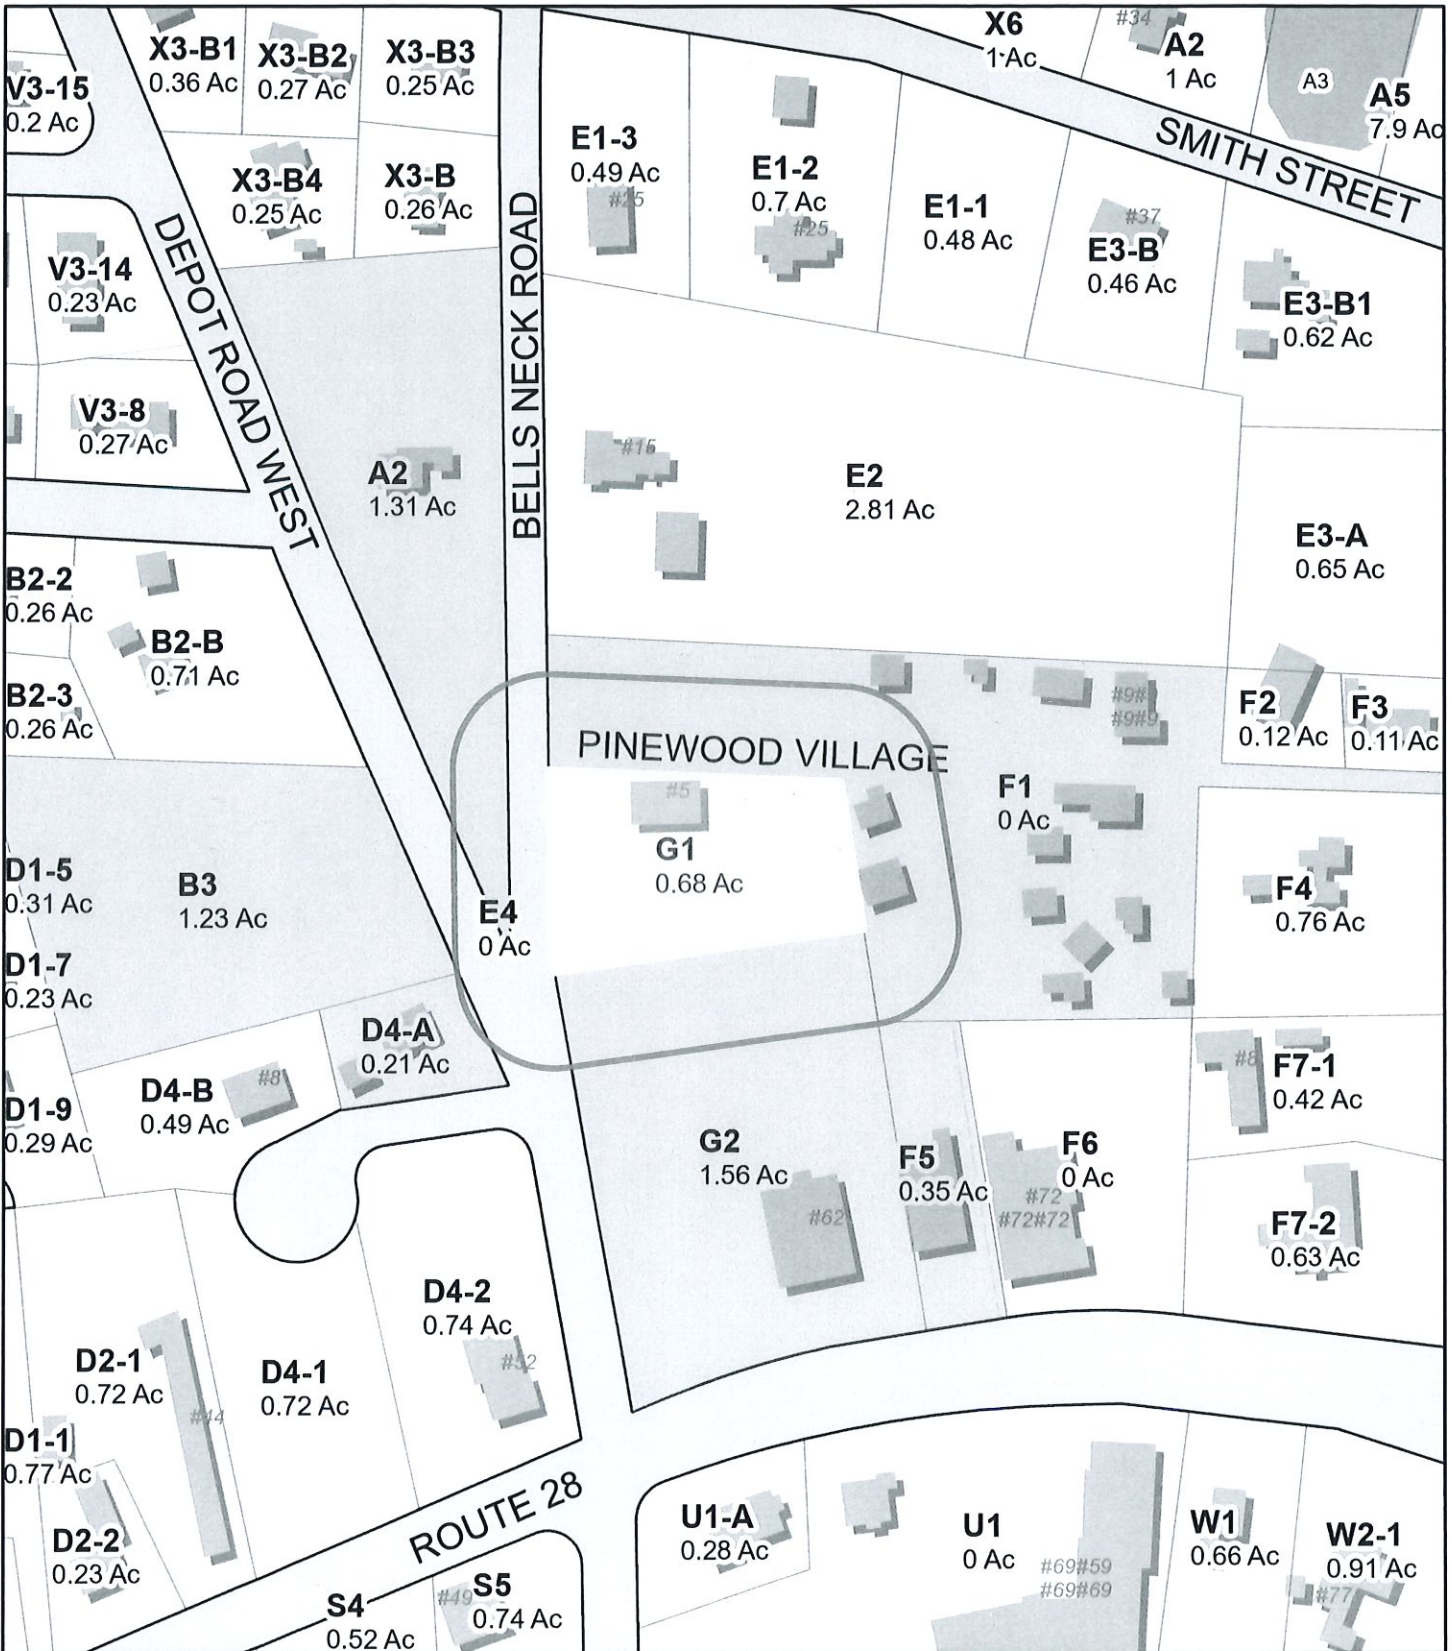 X6
1 Ac
#34
A2
1 Ac
A3
A5
7.9 Ac
X3-B1
0.36 Ac
X3-B2
0.27 Ac
X3-B3
0.25 Ac
V3-15
0.2 Ac
SMITH STREET
E1-3
0.49 Ac
#25
E1-2
0.7 Ac
#25
E1-1
0.48 Ac
#37
E3-B
0.46 Ac
E3-B1
0.62 Ac
X3-B4
0.25 Ac
X3-B
0.26 Ac
V3-14
0.23 Ac
DEPOT ROAD WEST
BELLS NECK ROAD
V3-8
0.27 Ac
A2
1.31 Ac
#15
E2
2.81 Ac
E3-A
0.65 Ac
B2-2
0.26 Ac
B2-B
0.71 Ac
B2-3
0.26 Ac
#9#9
#9#9
F2
0.12 Ac
F3
0.11 Ac
PINEWOOD VILLAGE
#5
G1
0.68 Ac
F1
0 Ac
D1-5
0.31 Ac
B3
1.23 Ac
E4
0 Ac
F4
0.76 Ac
D1-7
0.23 Ac
D4-A
0.21 Ac
D4-B
0.49 Ac
#8
#8
F7-1
0.42 Ac
D1-9
0.29 Ac
G2
1.56 Ac
#62
F5
0.35 Ac
F6
0 Ac
#72
#72#72
F7-2
0.63 Ac
D4-2
0.74 Ac
#52
D2-1
0.72 Ac
D4-1
0.72 Ac
#44
D1-1
0.77 Ac
D2-2
0.23 Ac
ROUTE 28
U1-A
0.28 Ac
U1
0 Ac
#69#59
#69#69
W1
0.66 Ac
W2-1
0.91 Ac
#77
S4
0.52 Ac
#49
S5
0.74 Ac